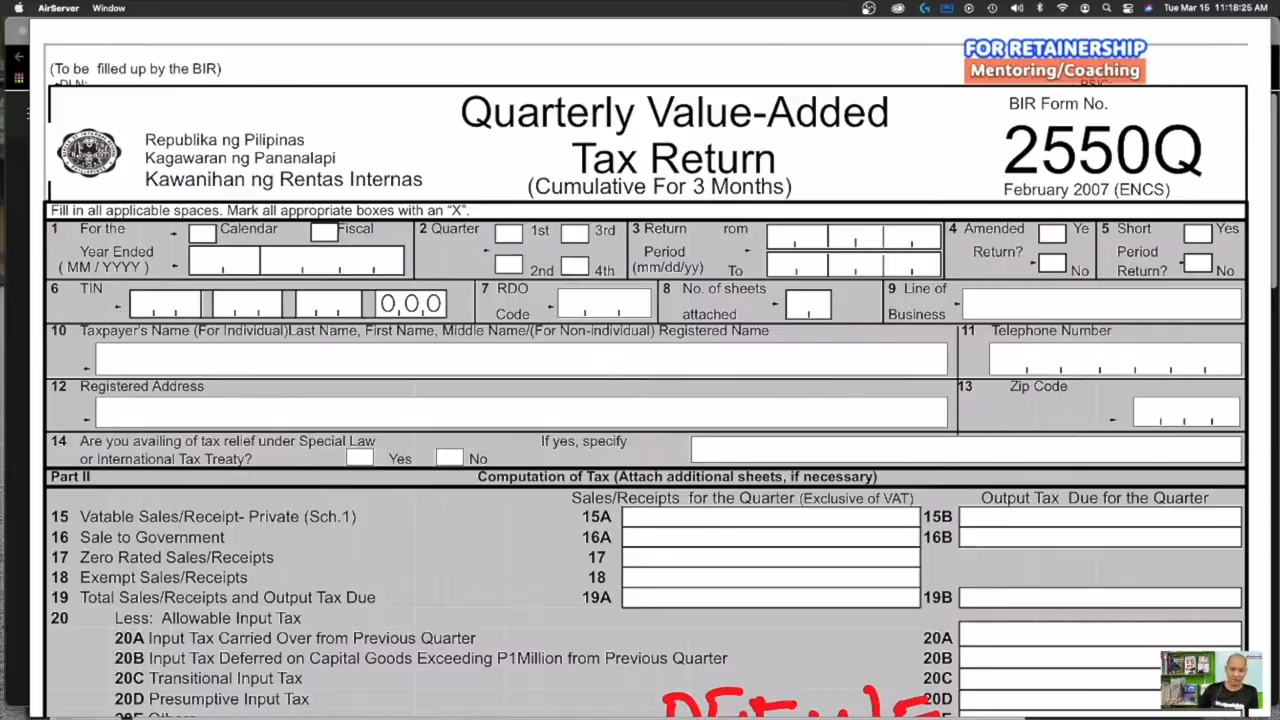 AirServer Window Tue Mar 15 11:18:25 AM
FOR RETAINERSHIP
Mentoring/Coaching
(To be filled up by the BIR)
DLN:
PSIC:
Republika ng Pilipinas
Kagawaran ng Pananalapi
Kawanihan ng Rentas Internas
Quarterly Value-Added
Tax Return
(Cumulative For 3 Months)
BIR Form No.
2550Q
February 2007 (ENCS)
Fill in all applicable spaces. Mark all appropriate boxes with an “X”.
1 For the Calendar Fiscal
Year Ended
( MM / YYYY )
2 Quarter 1st 3rd
2nd 4th
3 Return rom
Period
(mm/dd/yy) To
4 Amended Ye
Return?
No
5 Short Yes
Period
Return? No
6 TIN 0,0,0
7 RDO
Code
8 No. of sheets
attached
9 Line of
Business
10 Taxpayer's Name (For Individual)Last Name, First Name, Middle Name/(For Non-individual) Registered Name
11 Telephone Number
12 Registered Address
13 Zip Code
14 Are you availing of tax relief under Special Law
or International Tax Treaty? Yes No
If yes, specify
Part II Computation of Tax (Attach additional sheets, if necessary)
Sales/Receipts for the Quarter (Exclusive of VAT) Output Tax Due for the Quarter
15 Vatable Sales/Receipt- Private (Sch.1) 15A 15B
16 Sale to Government 16A 16B
17 Zero Rated Sales/Receipts 17
18 Exempt Sales/Receipts 18
19 Total Sales/Receipts and Output Tax Due 19A 19B
20 Less: Allowable Input Tax
20A Input Tax Carried Over from Previous Quarter 20A
20B Input Tax Deferred on Capital Goods Exceeding P1Million from Previous Quarter 20B
20C Transitional Input Tax 20C
20D Presumptive Input Tax 20D
20E Others